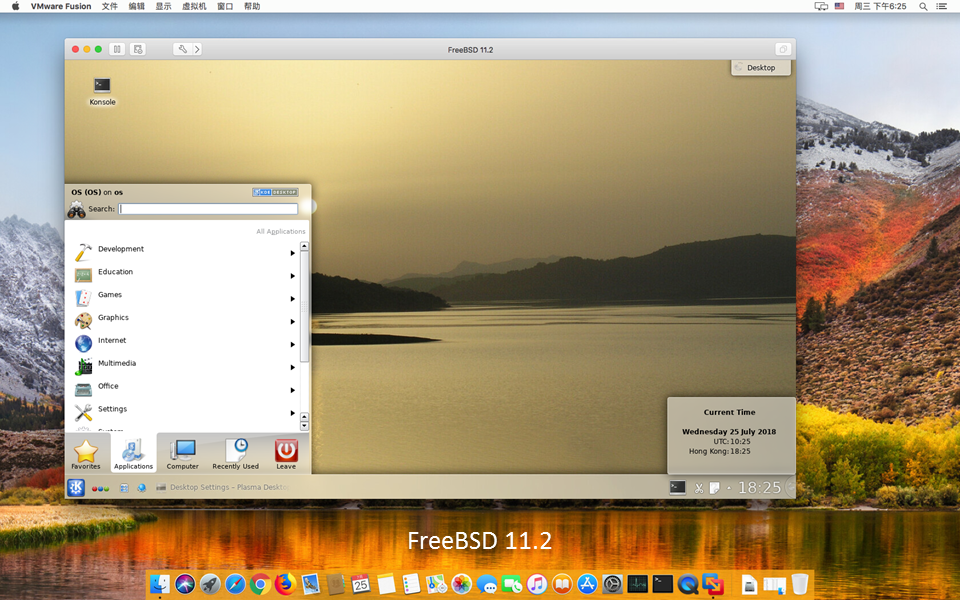 VMware Fusion 文件 编辑 显示 虚拟机 窗口 帮助 周三 下午6:25
FreeBSD 11.2
Desktop
Konsole
OS (OS) on os KDE DESKTOP
Search:
All Applications
Development
Education
Games
Graphics
Internet
Multimedia
Office
Settings
System
Favorites Applications Computer Recently Used Leave
Current Time
Wednesday 25 July 2018
UTC: 10:25
Hong Kong: 18:25
Desktop Settings – Plasma Deskto
18:25
FreeBSD 11.2
25